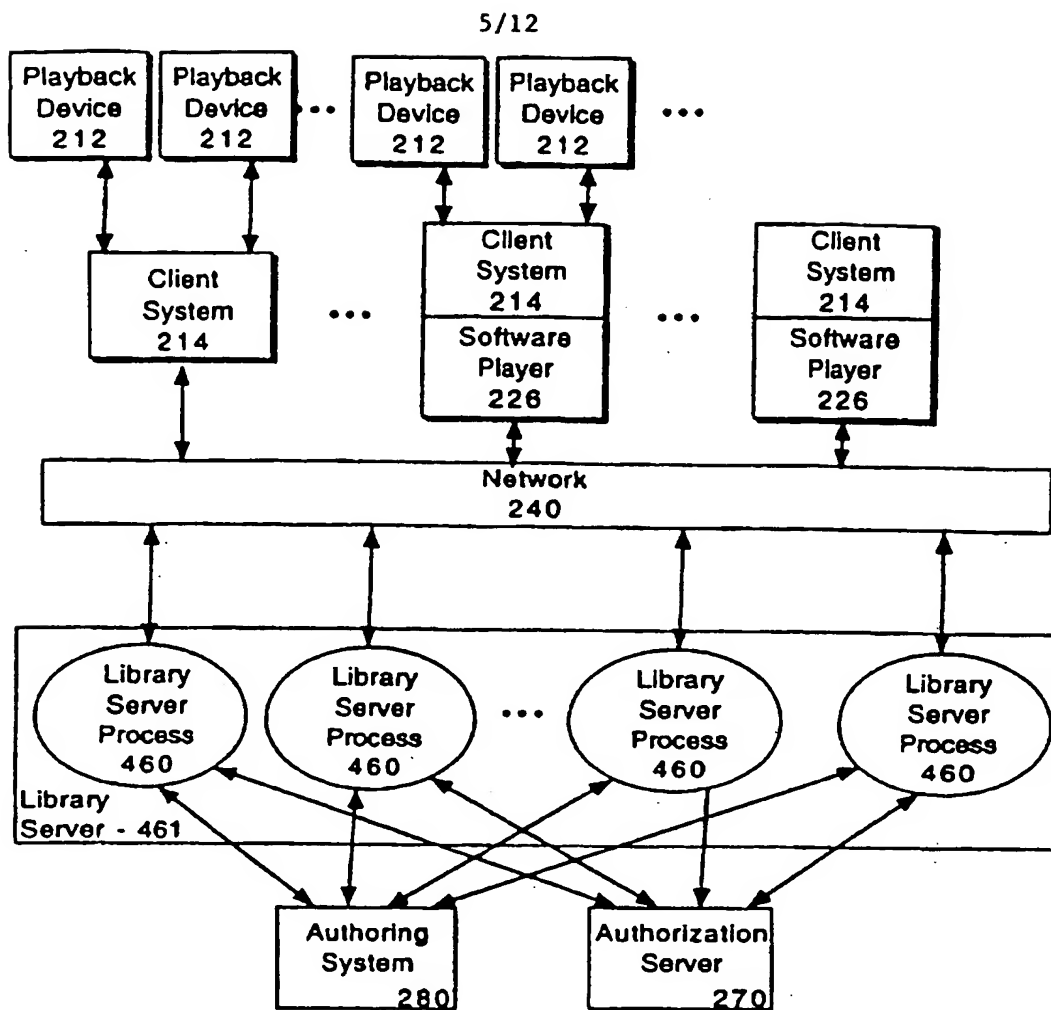 5/12
Playback
Device
212
Playback
Device
212
Playback
Device
212
Playback
Device
212
Client
System
214
Client
System
214
Software
Player
226
Client
System
214
Software
Player
226
Network
240
Library
Server
Process
460
Library
Server
Process
460
Library
Server
Process
460
Library
Server
Process
460
Library
Server - 461
Authoring
System
280
Authorization
Server
270